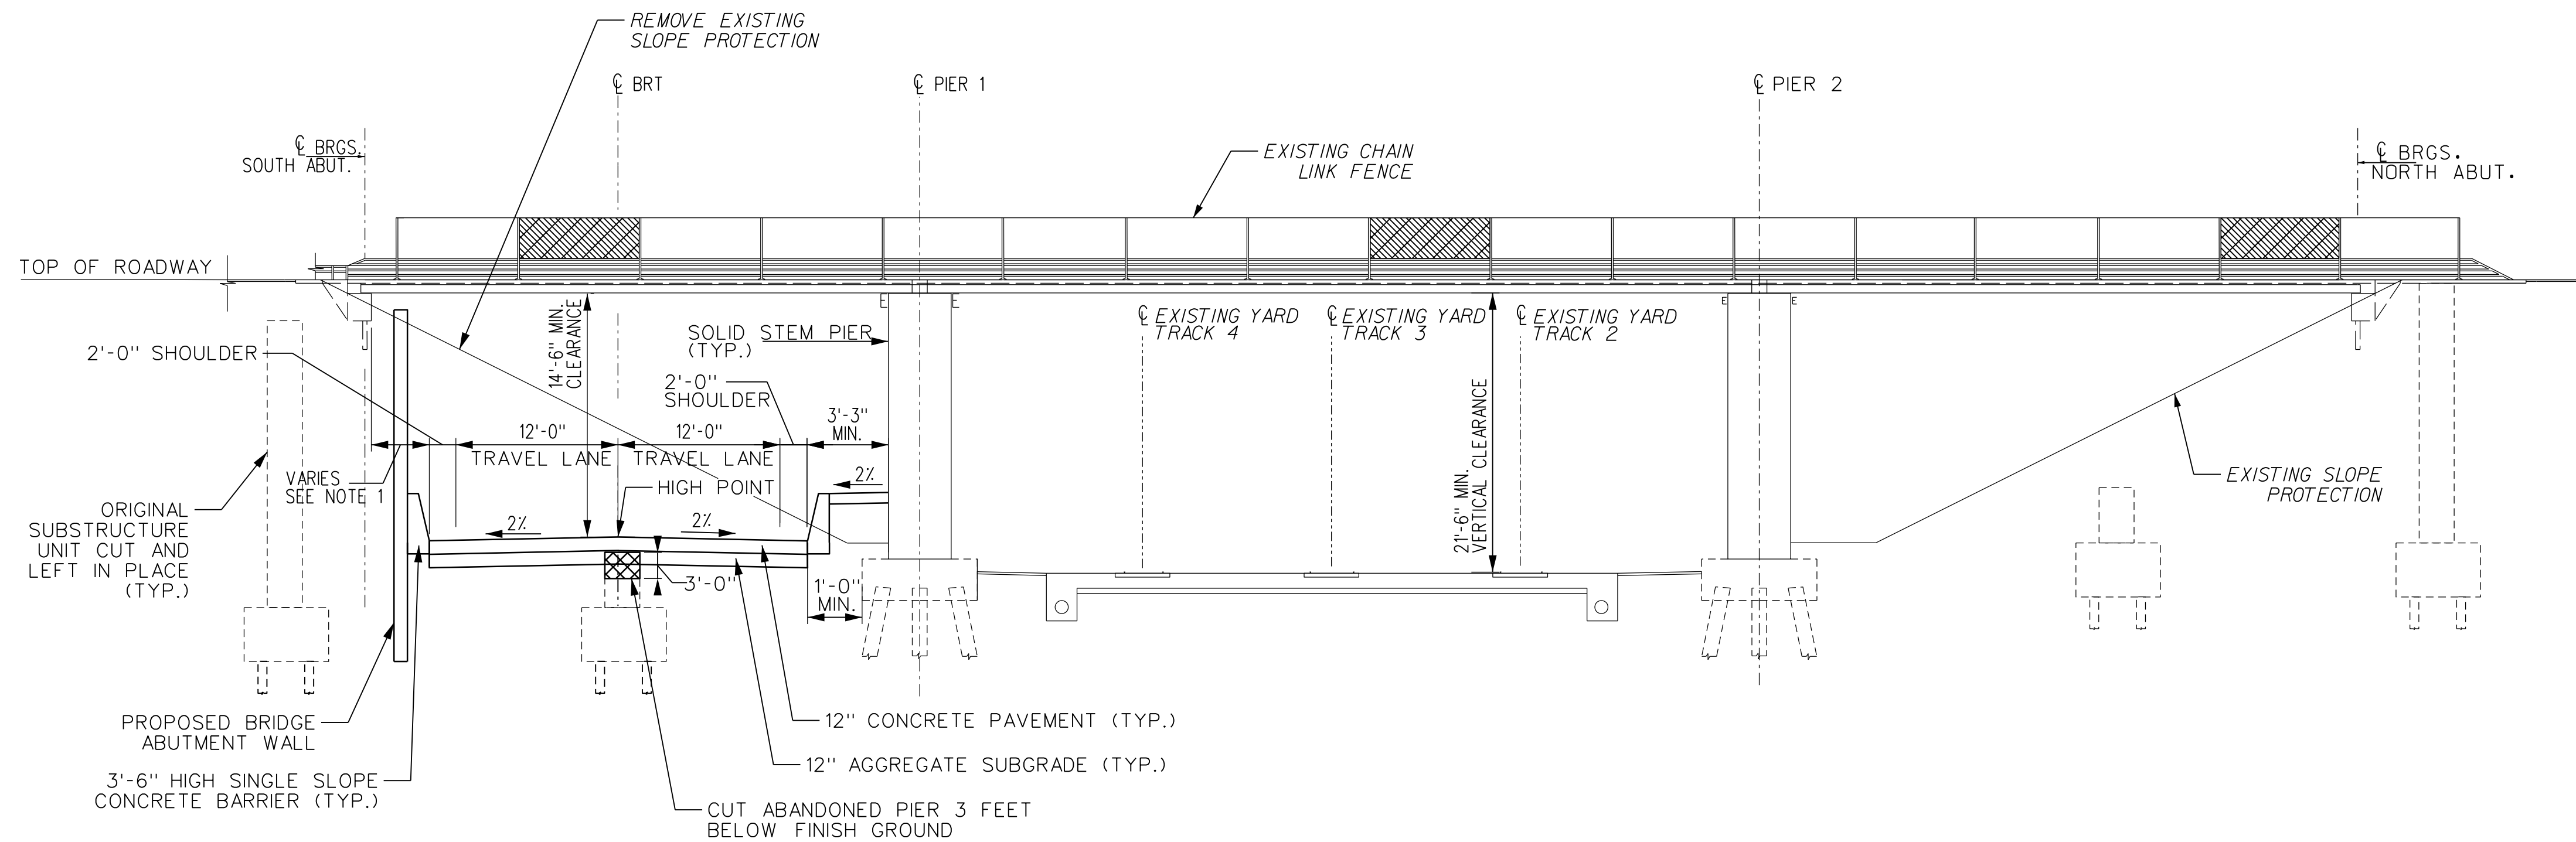 REMOVE EXISTING
SLOPE PROTECTION
℄ BRT
℄ PIER 1
℄ PIER 2
℄ BRGS.
SOUTH ABUT.
EXISTING CHAIN
LINK FENCE
℄ BRGS.
NORTH ABUT.
TOP OF ROADWAY
14'-6" MIN.
CLEARANCE
SOLID STEM PIER
(TYP.)
℄ EXISTING YARD
TRACK 4
℄ EXISTING YARD
TRACK 3
℄ EXISTING YARD
TRACK 2
E
E
E
E
2'-0" SHOULDER
2'-0"
SHOULDER
3'-3"
MIN.
12'-0"
12'-0"
TRAVEL LANE
TRAVEL LANE
21'-6" MIN.
VERTICAL CLEARANCE
VARIES
SEE NOTE 1
HIGH POINT
2%
2%
2%
EXISTING SLOPE
PROTECTION
ORIGINAL
SUBSTRUCTURE
UNIT CUT AND
LEFT IN PLACE
(TYP.)
3'-0"
1'-0"
MIN.
PROPOSED BRIDGE
ABUTMENT WALL
12" CONCRETE PAVEMENT (TYP.)
12" AGGREGATE SUBGRADE (TYP.)
3'-6" HIGH SINGLE SLOPE
CONCRETE BARRIER (TYP.)
CUT ABANDONED PIER 3 FEET
BELOW FINISH GROUND